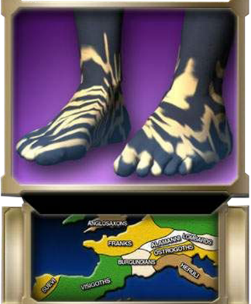 ANGLOSAXONS
FRANKS
ALAMANNI
LOMBARDS
OSTROGOTHS
BURGUNDIANS
HERULI
SUEVI
VISIGOTHS